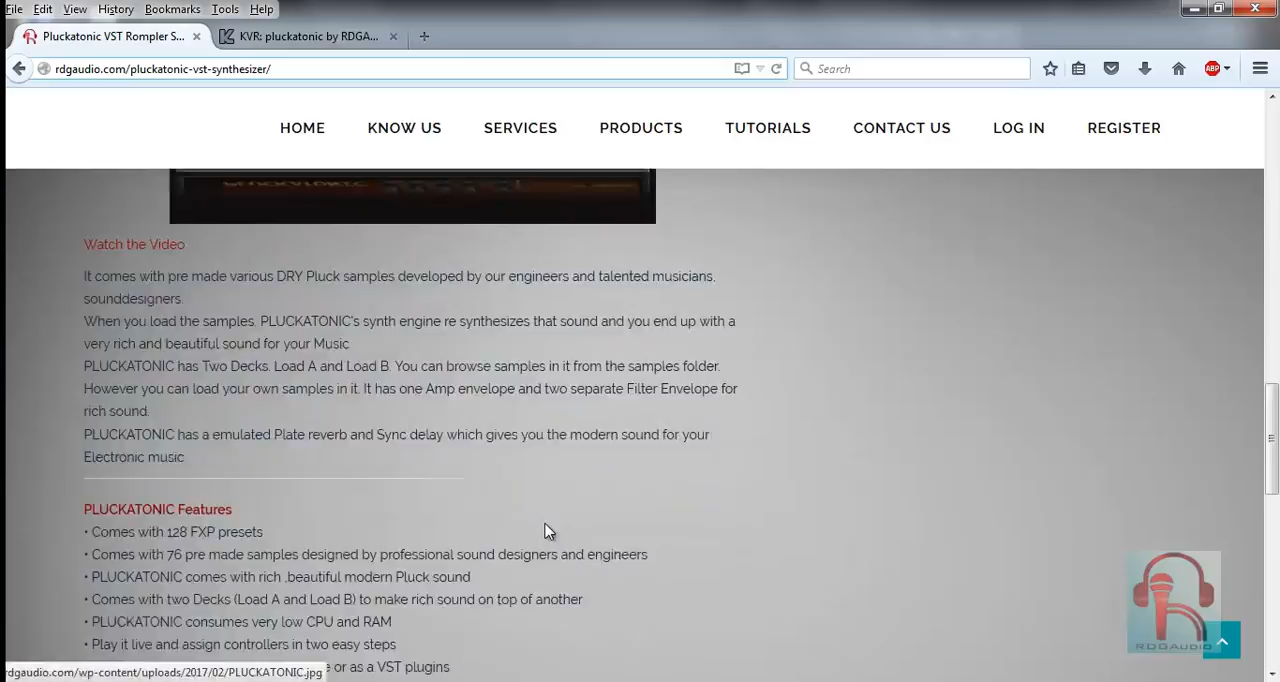 File Edit View History Bookmarks Tools Help
Pluckatonic VST Rompler S... × KVR: pluckatonic by RDGA... × +
rdgaudio.com/pluckatonic-vst-synthesizer/ Search ABP
HOME KNOW US SERVICES PRODUCTS TUTORIALS CONTACT US LOG IN REGISTER
Watch the Video
It comes with pre made various DRY Pluck samples developed by our engineers and talented musicians,
sounddesigners.
When you load the samples, PLUCKATONIC's synth engine re synthesizes that sound and you end up with a
very rich and beautiful sound for your Music
PLUCKATONIC has Two Decks. Load A and Load B. You can browse samples in it from the samples folder.
However you can load your own samples in it. It has one Amp envelope and two separate Filter Envelope for
rich sound.
PLUCKATONIC has a emulated Plate reverb and Sync delay which gives you the modern sound for your
Electronic music
PLUCKATONIC Features
• Comes with 128 FXP presets
• Comes with 76 pre made samples designed by professional sound designers and engineers
• PLUCKATONIC comes with rich ,beautiful modern Pluck sound
• Comes with two Decks (Load A and Load B) to make rich sound on top of another
• PLUCKATONIC consumes very low CPU and RAM
• Play it live and assign controllers in two easy steps
RDGAUDIO
e or as a VST plugins
rdgaudio.com/wp-content/uploads/2017/02/PLUCKATONIC.jpg